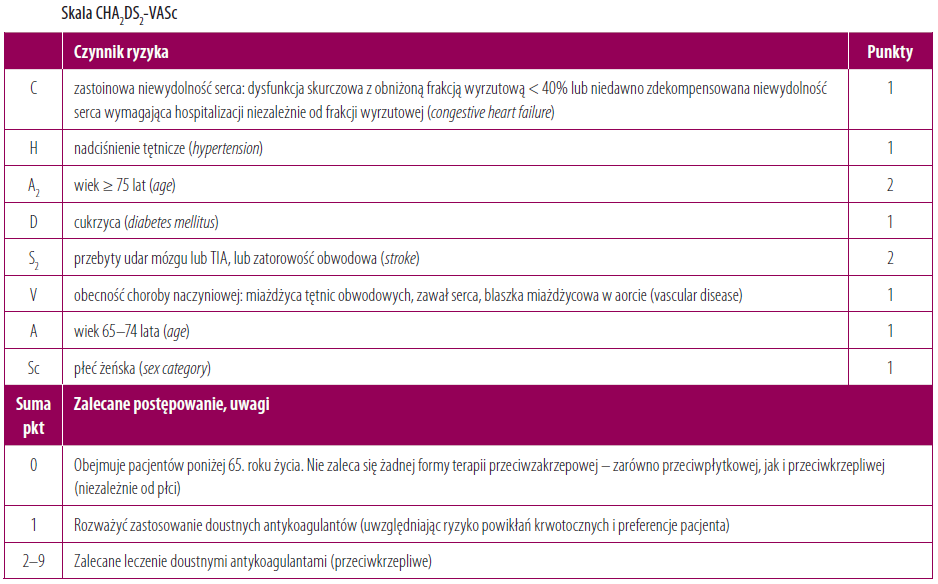 Skala CHA₂DS₂-VASc
Czynnik ryzyka Punkty
C zastoinowa niewydolność serca: dysfunkcja skurczowa z obniżoną frakcją wyrzutową < 40% lub niedawno zdekompensowana niewydolność 1
serca wymagająca hospitalizacji niezależnie od frakcji wyrzutowej (congestive heart failure)
H nadciśnienie tętnicze (hypertension) 1
A₂ wiek ≥ 75 lat (age) 2
D cukrzyca (diabetes mellitus) 1
S₂ przebyty udar mózgu lub TIA, lub zatorowość obwodowa (stroke) 2
V obecność choroby naczyniowej: miażdżyca tętnic obwodowych, zawał serca, blaszka miażdżycowa w aorcie (vascular disease) 1
A wiek 65–74 lata (age) 1
Sc płeć żeńska (sex category) 1
Suma Zalecane postępowanie, uwagi
pkt
0 Obejmuje pacjentów poniżej 65. roku życia. Nie zaleca się żadnej formy terapii przeciwzakrzepowej – zarówno przeciwpłytkowej, jak i przeciwkrzepliwej
(niezależnie od płci)
1 Rozważyć zastosowanie doustnych antykoagulantów (uwzględniając ryzyko powikłań krwotocznych i preferencje pacjenta)
2–9 Zalecane leczenie doustnymi antykoagulantami (przeciwkrzepliwe)